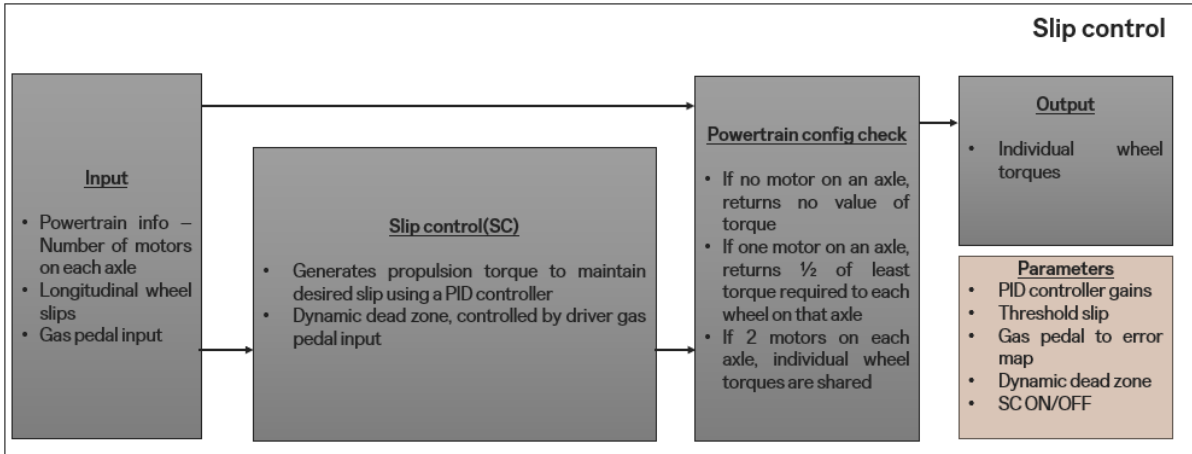 Slip control
Input
• Powertrain info –
Number of motors
on each axle
• Longitudinal wheel
slips
• Gas pedal input
Slip control(SC)
• Generates propulsion torque to maintain
desired slip using a PID controller
• Dynamic dead zone, controlled by driver gas
pedal input
Powertrain config check
• If no motor on an axle,
returns no value of
torque
• If one motor on an axle,
returns ½ of least
torque required to each
wheel on that axle
• If 2 motors on each
axle, individual wheel
torques are shared
Output
• Individual wheel
torques
Parameters
• PID controller gains
• Threshold slip
• Gas pedal to error
map
• Dynamic dead zone
• SC ON/OFF